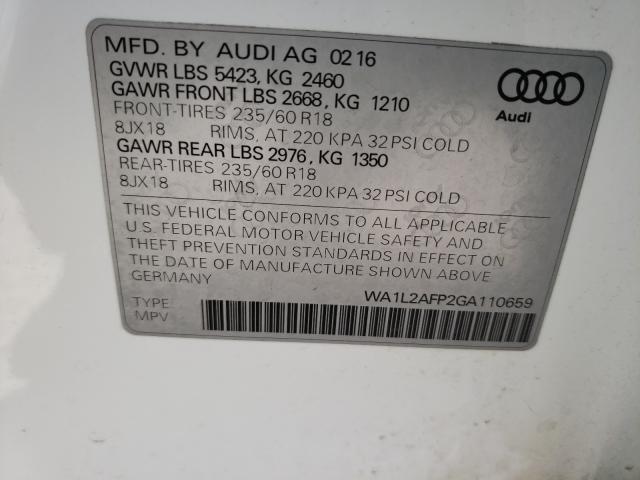 MFD. BY AUDI AG 02 16
GVWR LBS 5423, KG 2460
GAWR FRONT LBS 2668, KG 1210
FRONT-TIRES 235/60 R18
8JX18 RIMS, AT 220 KPA 32 PSI COLD
GAWR REAR LBS 2976, KG 1350
REAR-TIRES 235/60 R18
8JX18 RIMS, AT 220 KPA 32 PSI COLD
Audi
THIS VEHICLE CONFORMS TO ALL APPLICABLE
U.S. FEDERAL MOTOR VEHICLE SAFETY AND
THEFT PREVENTION STANDARDS IN EFFECT ON
THE DATE OF MANUFACTURE SHOWN ABOVE
GERMANY
WA1L2AFP2GA110659
TYPE
MPV